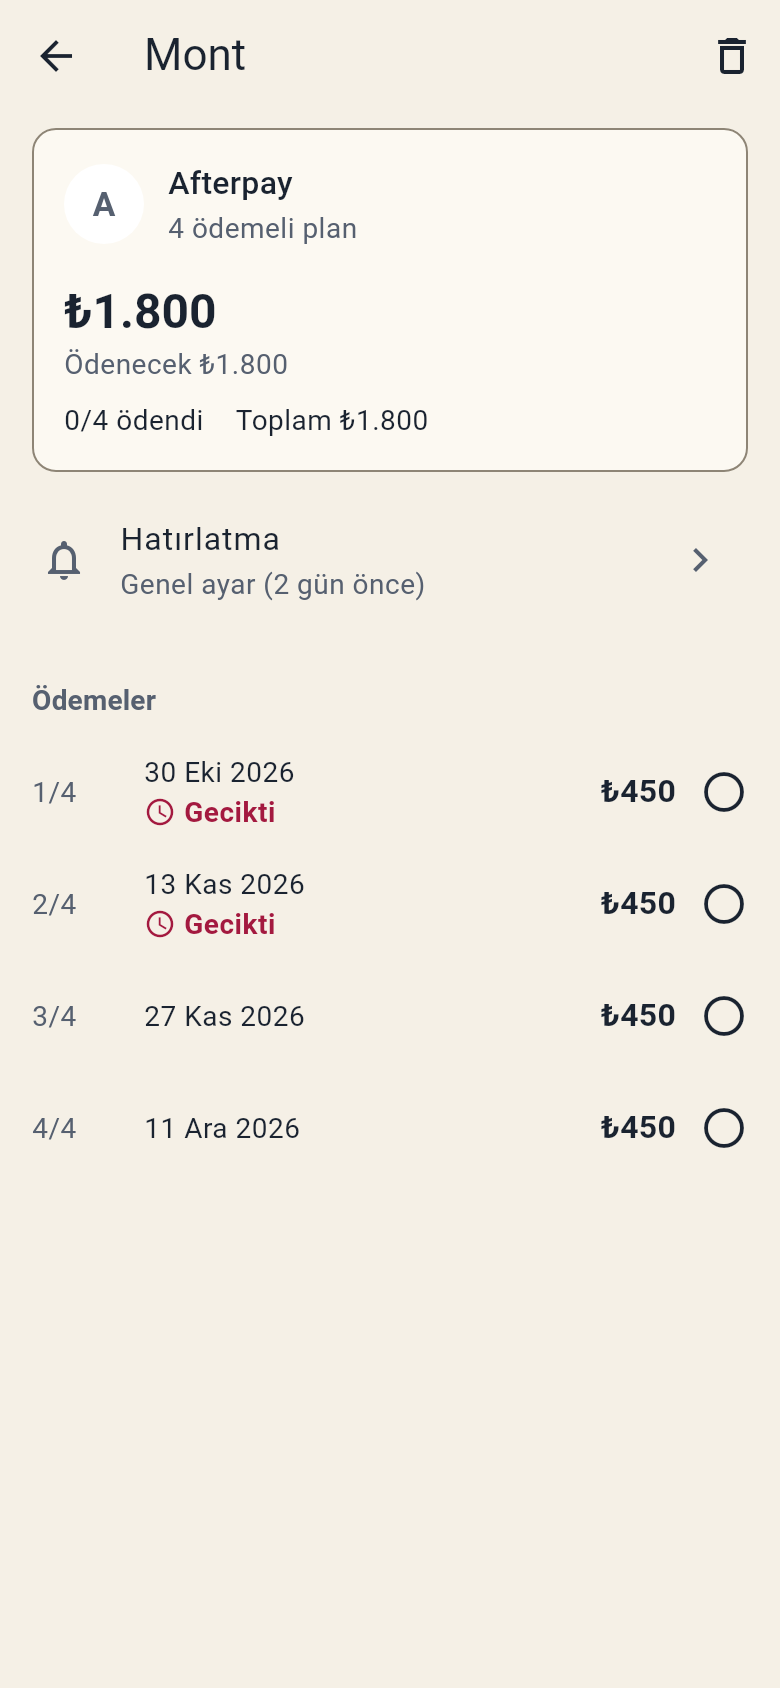 Mont
A
Afterpay
4 ödemeli plan
₺1.800
Ödenecek ₺1.800
0/4 ödendi Toplam ₺1.800
Hatırlatma
Genel ayar (2 gün önce)
Ödemeler
1/4 30 Eki 2026 ₺450
Gecikti
2/4 13 Kas 2026 ₺450
Gecikti
3/4 27 Kas 2026 ₺450
4/4 11 Ara 2026 ₺450